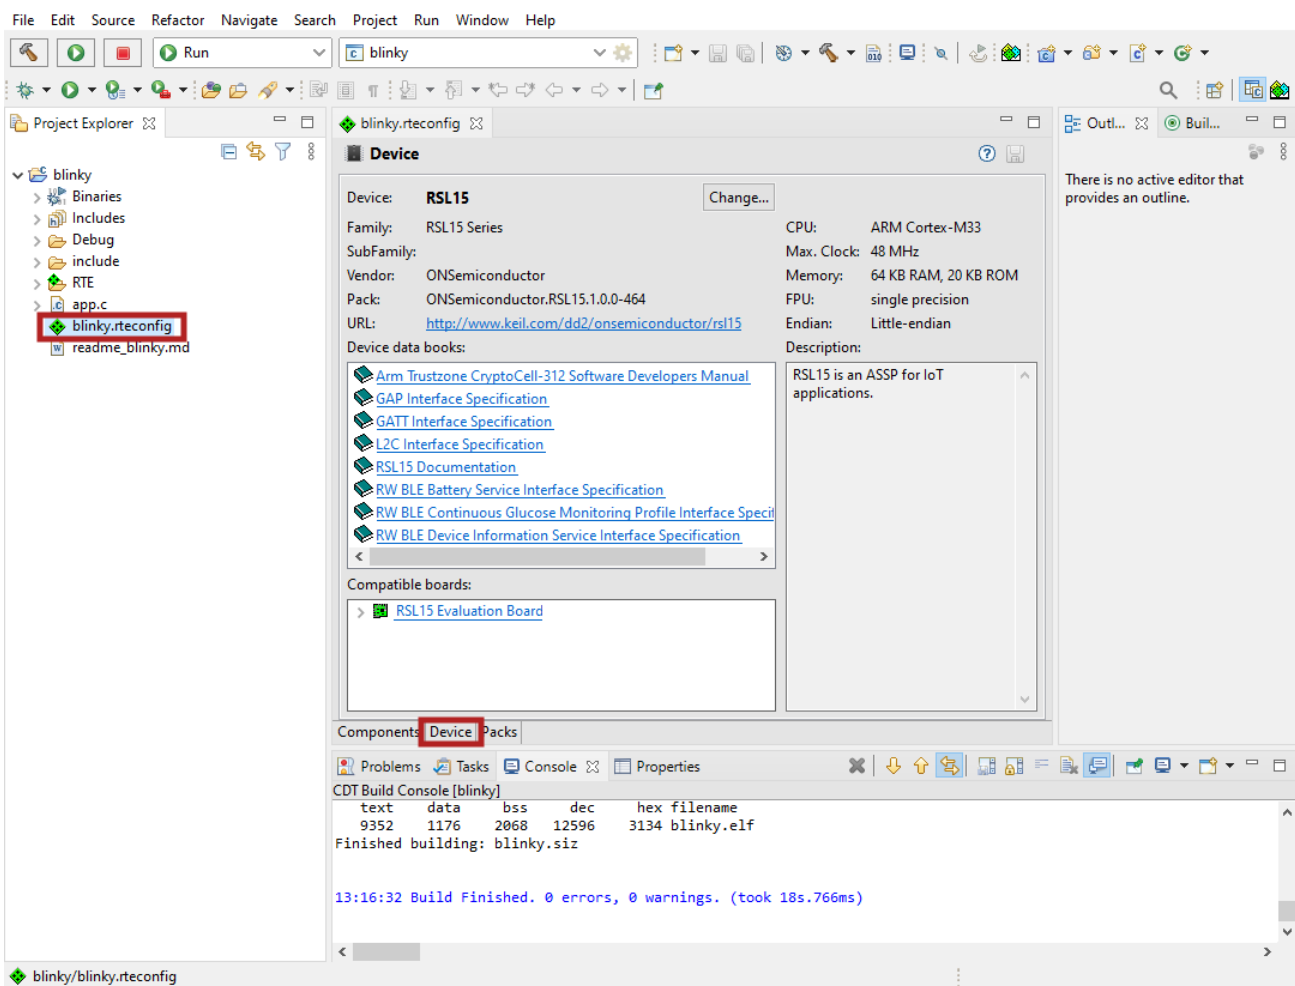 File Edit Source Refactor Navigate Search Project Run Window Help
Run blinky
Project Explorer
blinky
Binaries
Includes
Debug
include
RTE
app.c
blinky.rteconfig
readme_blinky.md
blinky.rteconfig
Device
Device: RSL15 Change...
Family: RSL15 Series
SubFamily:
Vendor: ONSemiconductor
Pack: ONSemiconductor.RSL15.1.0.0-464
URL: http://www.keil.com/dd2/onsemiconductor/rsl15
CPU: ARM Cortex-M33
Max. Clock: 48 MHz
Memory: 64 KB RAM, 20 KB ROM
FPU: single precision
Endian: Little-endian
Device data books:
Arm Trustzone CryptoCell-312 Software Developers Manual
GAP Interface Specification
GATT Interface Specification
L2C Interface Specification
RSL15 Documentation
RW BLE Battery Service Interface Specification
RW BLE Continuous Glucose Monitoring Profile Interface Specif
RW BLE Device Information Service Interface Specification
Description:
RSL15 is an ASSP for IoT
applications.
Compatible boards:
RSL15 Evaluation Board
Components Device Packs
Outl... Buil...
There is no active editor that
provides an outline.
Problems Tasks Console Properties
CDT Build Console [blinky]
text data bss dec hex filename
9352 1176 2068 12596 3134 blinky.elf
Finished building: blinky.siz
13:16:32 Build Finished. 0 errors, 0 warnings. (took 18s.766ms)
blinky/blinky.rteconfig